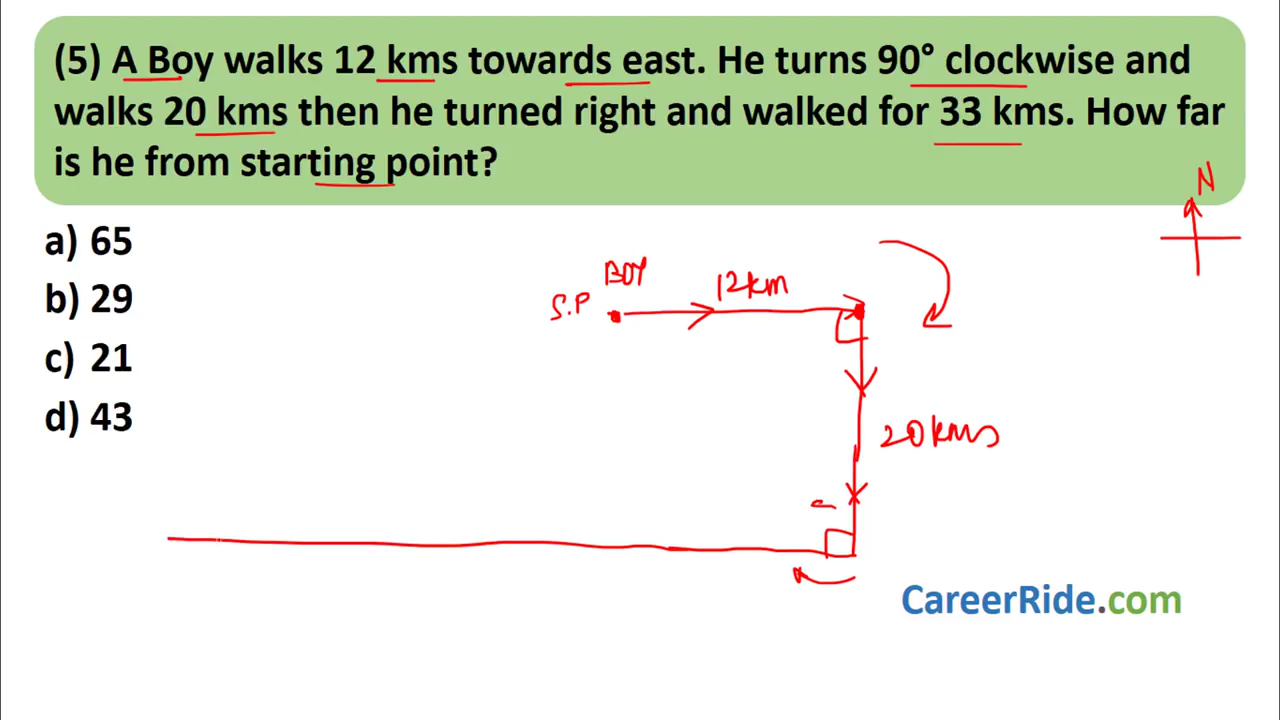 (5) A Boy walks 12 kms towards east. He turns 90° clockwise and
walks 20 kms then he turned right and walked for 33 kms. How far
is he from starting point?
N
a) 65
b) 29
c) 21
d) 43
BOY
S.P
12km
20kms
CareerRide.com